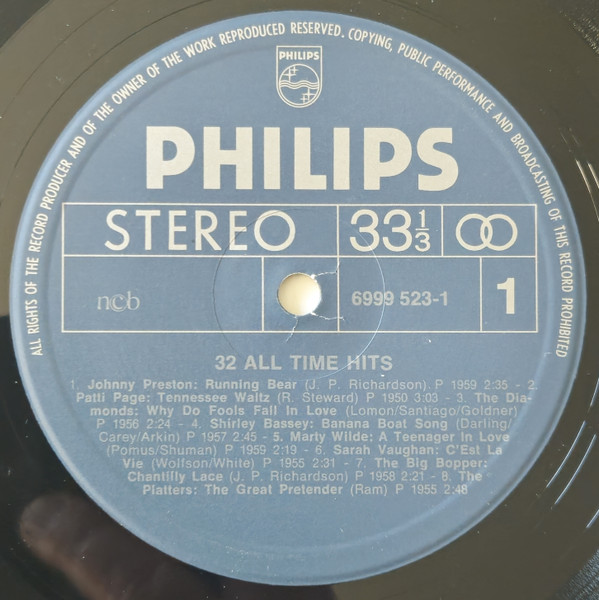 ALL RIGHTS OF THE RECORD PRODUCER AND OF THE OWNER OF THE WORK REPRODUCED RESERVED. COPYING, PUBLIC PERFORMANCE AND BROADCASTING OF THIS RECORD PROHIBITED
PHILIPS
PHILIPS
STEREO 33 1/3
ncb 6999 523-1 1
32 ALL TIME HITS
1. Johnny Preston: Running Bear (J. P. Richardson) P 1959 2:35 - 2.
Patti Page: Tennessee Waltz (R. Steward) P 1950 3:03 - 3. The Dia-
monds: Why Do Fools Fall In Love (Lomon/Santiago/Goldner)
P 1956 2:24 - 4. Shirley Bassey: Banana Boat Song (Darling/
Carey/Arkin) P 1957 2:45 - 5. Marty Wilde: A Teenager In Love
(Pomus/Shuman) P 1959 2:19 - 6. Sarah Vaughan: C'Est La
Vie (Wolfson/White) P 1955 2:31 - 7. The Big Bopper:
Chantilly Lace (J. P. Richardson) P 1958 2:21 - 8. The
Platters: The Great Pretender (Ram) P 1955 2:48